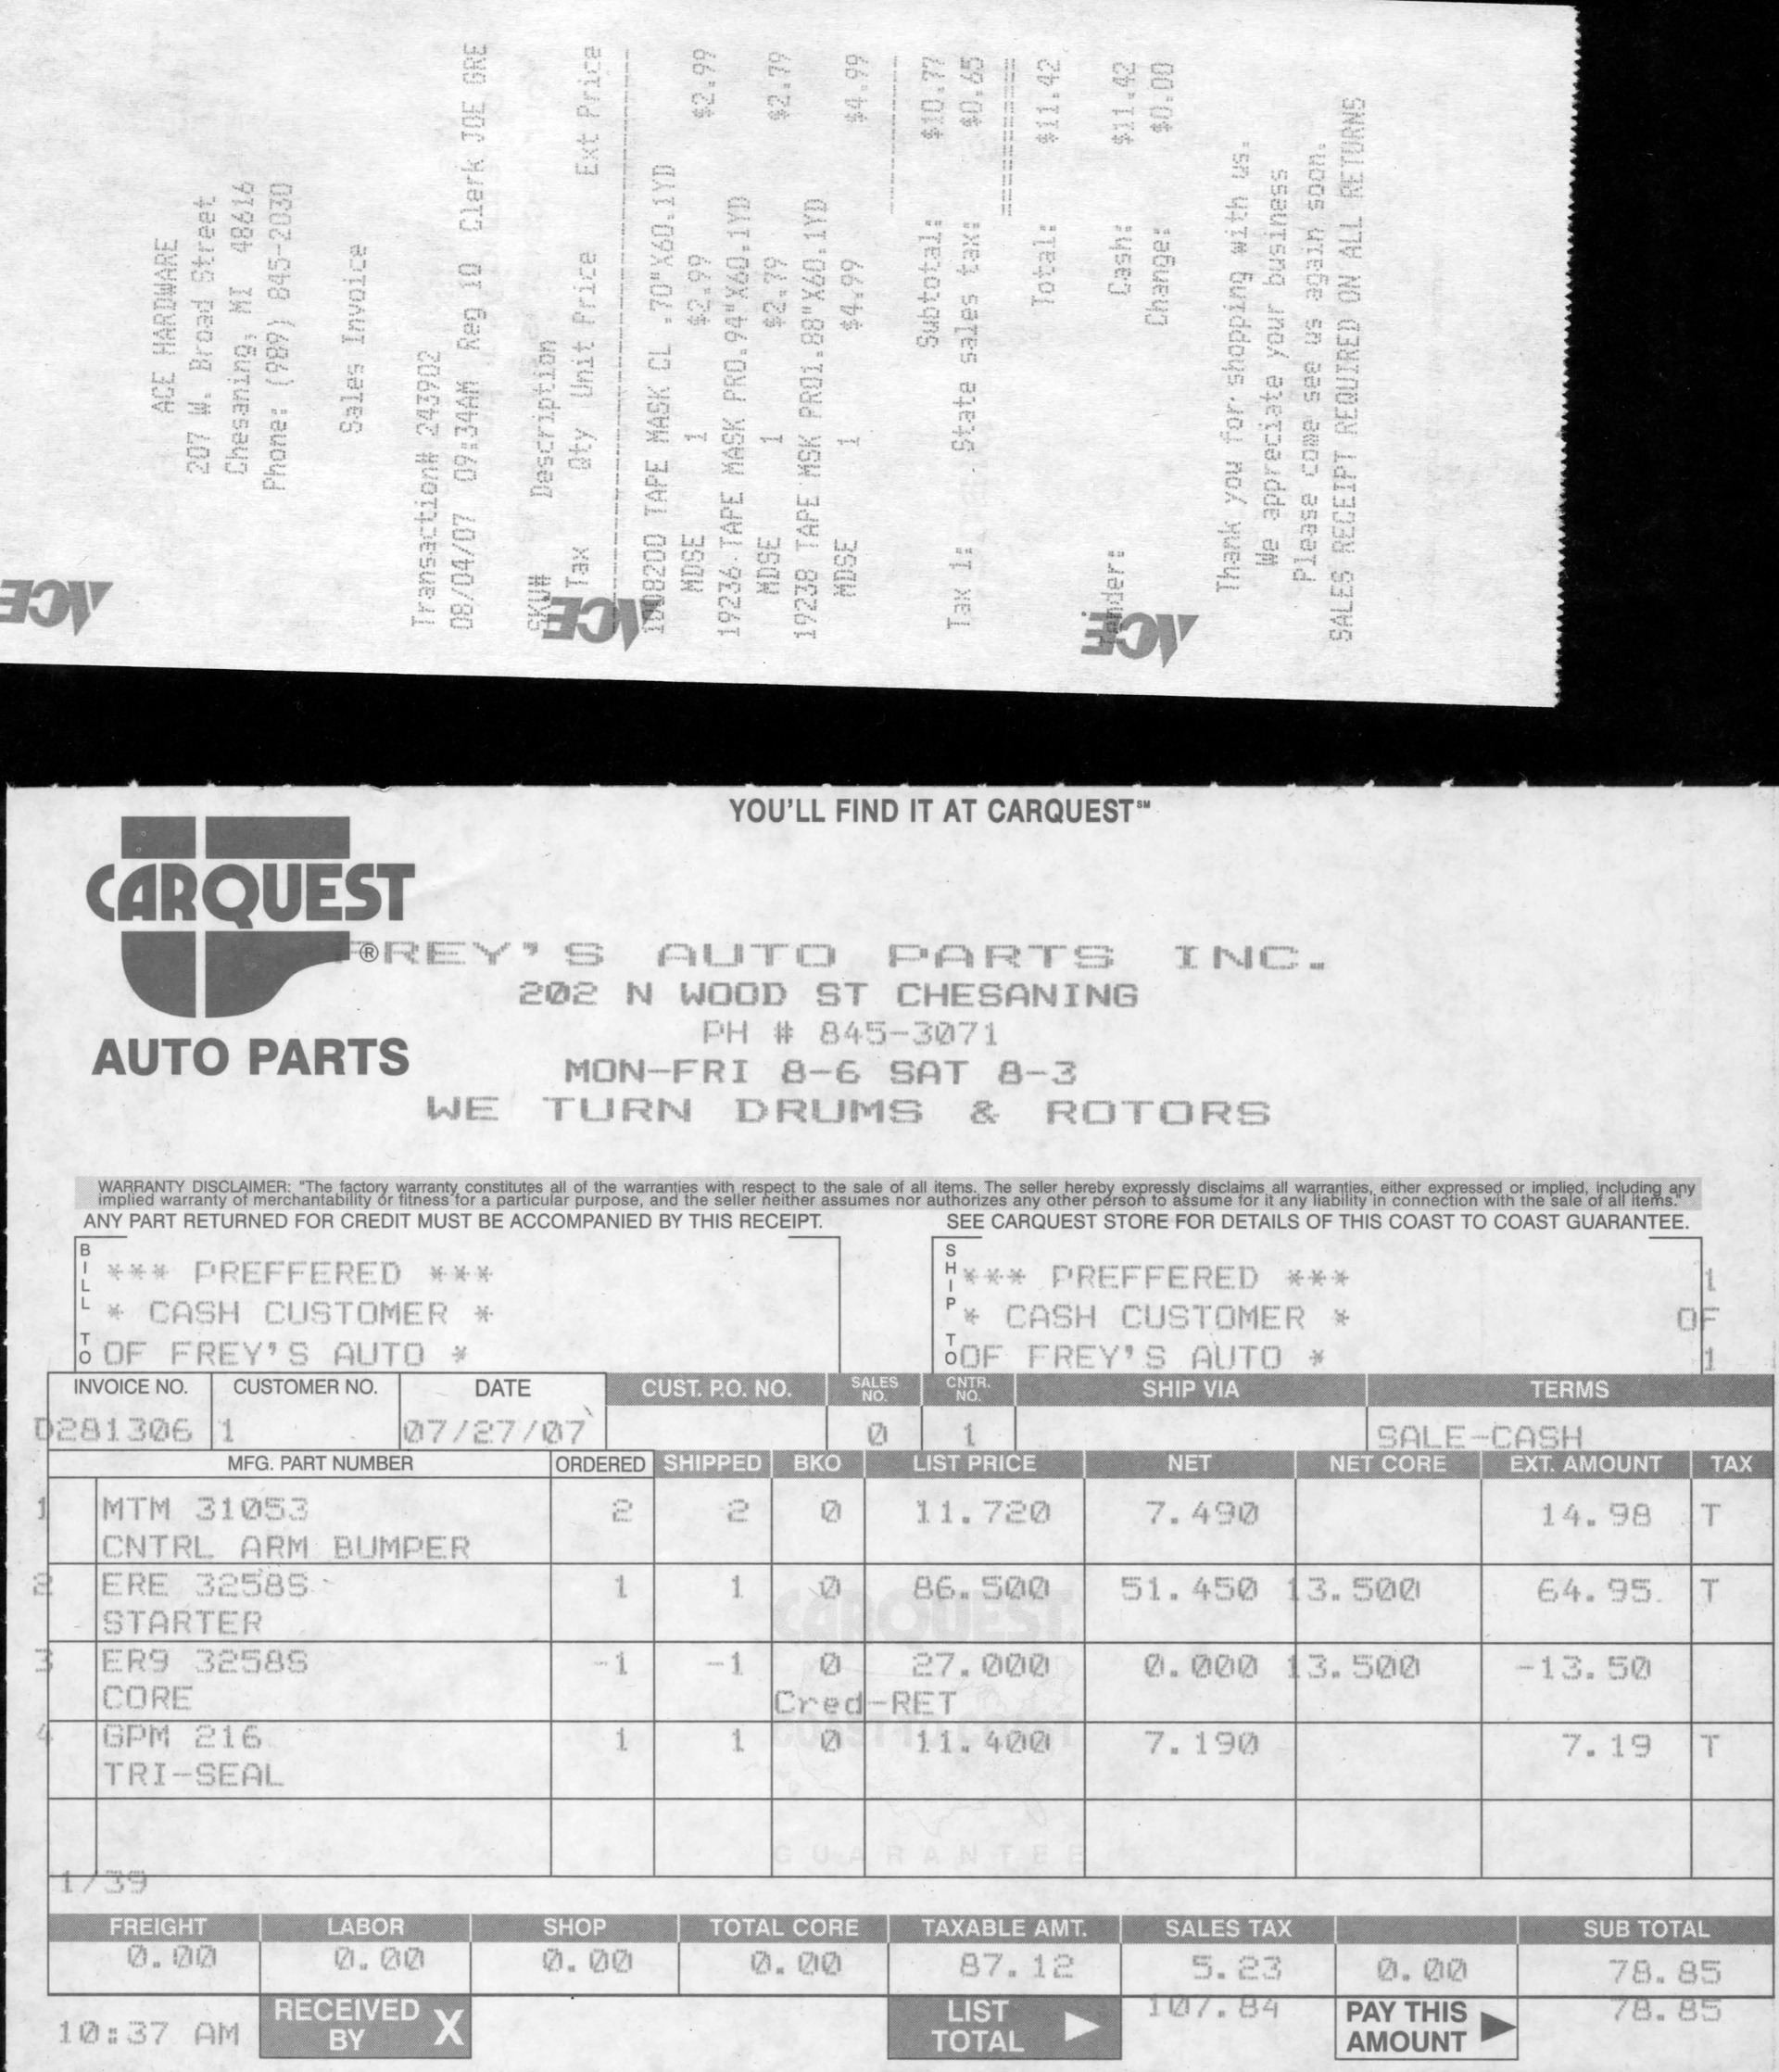 ACE HARDWARE
207 W. Broad Street
Chesaning, MI 48616
Phone: (989) 845-2030
Sales Invoice
Transaction# 243902
08/04/07 09:34AM Reg 10 Clerk JOE GRE
SKU# Description
Tax Qty Unit Price Ext Price
1008200 TAPE MASK CL .70"X60.1YD
MDSE 1 $2.99 $2.99
19236 TAPE MASK PRO.94"X60.1YD
MDSE 1 $2.79 $2.79
19238 TAPE MSK PRO1.88"X60.1YD
MDSE 1 $4.99 $4.99
Subtotal: $10.77
Tax 1: State sales tax: $0.65
Total: $11.42
Tender:
Cash: $11.42
Change: $0.00
Thank you for shopping with us.
We appreciate your business
Please come see us again soon.
SALES RECEIPT REQUIRED ON ALL RETURNS
ACE ACE ACE
YOU'LL FIND IT AT CARQUEST℠
CARQUEST®
AUTO PARTS
FREY'S AUTO PARTS INC.
202 N WOOD ST CHESANING
PH # 845-3071
MON-FRI 8-6 SAT 8-3
WE TURN DRUMS & ROTORS
WARRANTY DISCLAIMER: "The factory warranty constitutes all of the warranties with respect to the sale of all items. The seller hereby expressly disclaims all warranties, either expressed or implied, including any
implied warranty of merchantability or fitness for a particular purpose, and the seller neither assumes nor authorizes any other person to assume for it any liability in connection with the sale of all items."
ANY PART RETURNED FOR CREDIT MUST BE ACCOMPANIED BY THIS RECEIPT. SEE CARQUEST STORE FOR DETAILS OF THIS COAST TO COAST GUARANTEE.
BILL TO SHIP TO
*** PREFFERED *** *** PREFFERED *** 1
* CASH CUSTOMER * * CASH CUSTOMER * OF
OF FREY'S AUTO * OF FREY'S AUTO * 1
INVOICE NO. CUSTOMER NO. DATE CUST. P.O. NO. SALES NO. CNTR. NO. SHIP VIA TERMS
D281306 1 07/27/07 0 1 SALE-CASH
MFG. PART NUMBER ORDERED SHIPPED BKO LIST PRICE NET NET CORE EXT. AMOUNT TAX
1 MTM 31053 2 2 0 11.720 7.490 14.98 T
CNTRL ARM BUMPER
2 ERE 3258S 1 1 0 86.500 51.450 13.500 64.95 T
STARTER
3 ER9 3258S -1 -1 0 27.000 0.000 13.500 -13.50
CORE Cred-RET
4 GPM 216 1 1 0 11.400 7.190 7.19 T
TRI-SEAL
CARQUEST
COAST TO COAST
GUARANTEE
1/39
FREIGHT LABOR SHOP TOTAL CORE TAXABLE AMT. SALES TAX SUB TOTAL
0.00 0.00 0.00 0.00 87.12 5.23 0.00 78.85
10:37 AM RECEIVED BY X LIST TOTAL 107.84 PAY THIS AMOUNT 78.85